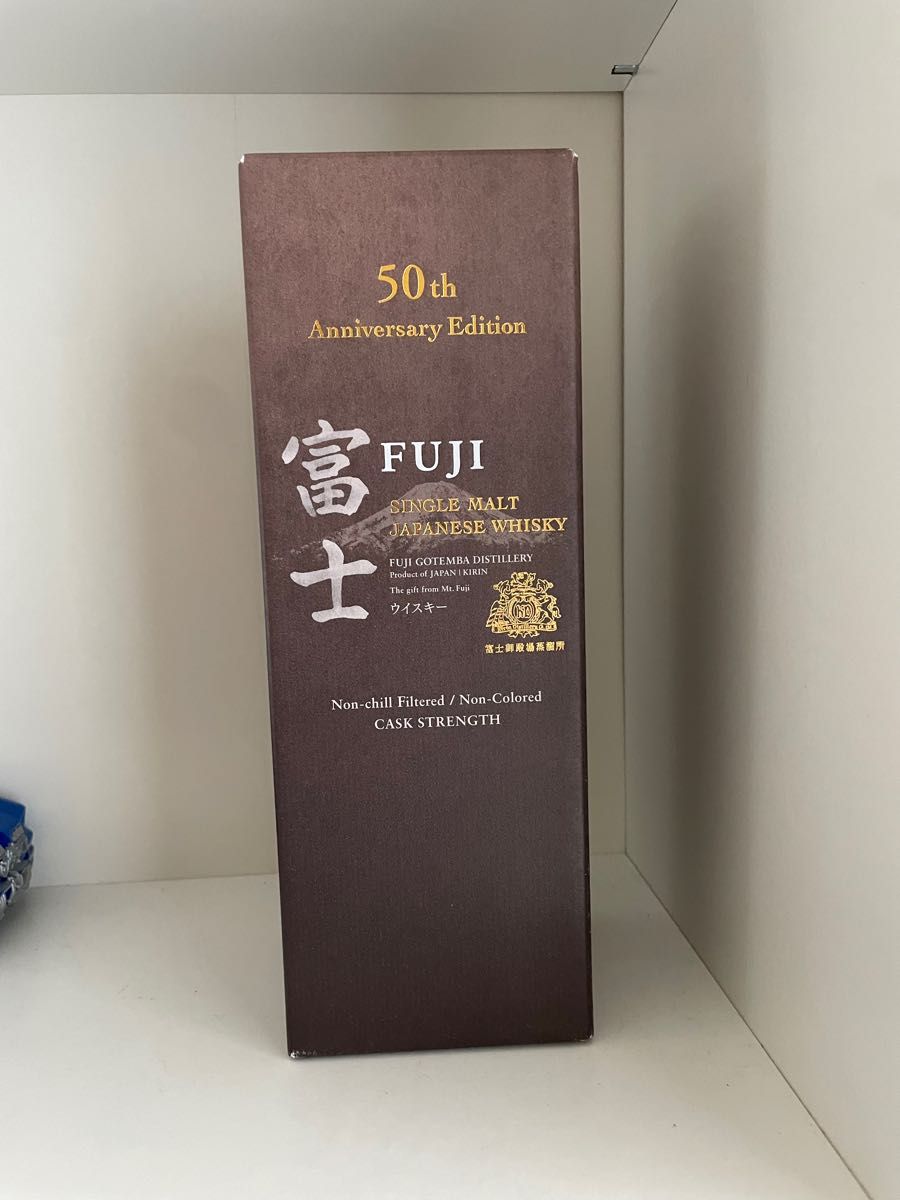 50th
Anniversary Edition
富士
FUJI
SINGLE MALT
JAPANESE WHISKY
FUJI GOTEMBA DISTILLERY
Product of JAPAN | KIRIN
The gift from Mt. Fuji
ウイスキー
富士御殿場蒸溜所
Non-chill Filtered / Non-Colored
CASK STRENGTH